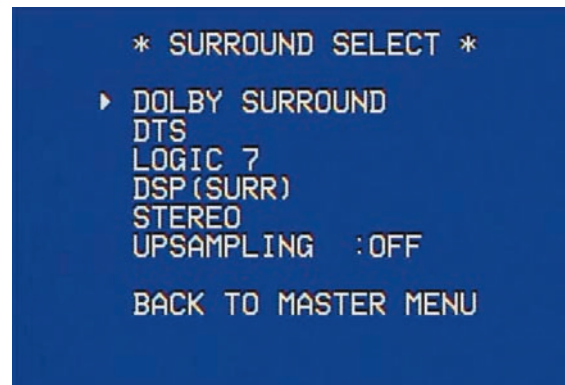 * SURROUND SELECT *
DOLBY SURROUND
DTS
LOGIC 7
DSP(SURR)
STEREO
UPSAMPLING :OFF
BACK TO MASTER MENU